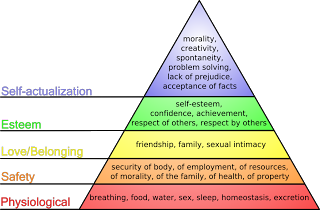 morality,
creativity,
spontaneity,
problem solving,
lack of prejudice,
acceptance of facts
Self-actualization
self-esteem,
confidence, achievement,
respect of others, respect by others
Esteem
friendship, family, sexual intimacy
Love/Belonging
security of body, of employment, of resources,
of morality, of the family, of health, of property
Safety
breathing, food, water, sex, sleep, homeostasis, excretion
Physiological